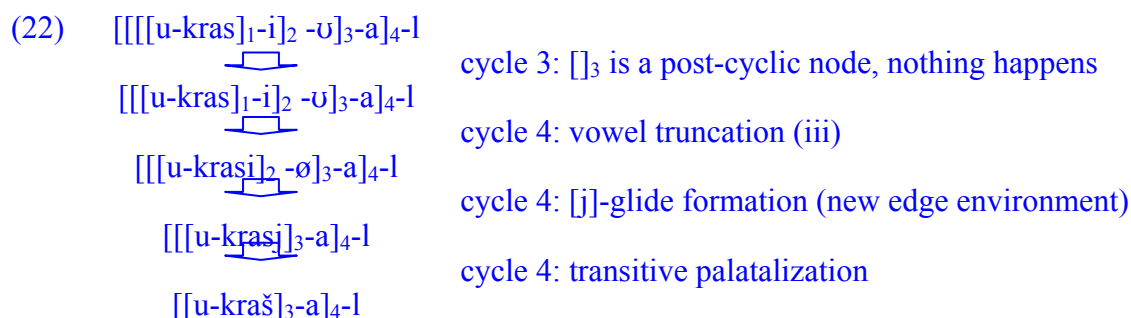 (22) [[[[u-kras]₁-i]₂ -ʊ]₃-a]₄-l
cycle 3: []₃ is a post-cyclic node, nothing happens
[[[u-kras]₁-i]₂ -ʊ]₃-a]₄-l
cycle 4: vowel truncation (iii)
[[[u-krasi]₂ -ø]₃-a]₄-l
cycle 4: [j]-glide formation (new edge environment)
[[[u-krasj]₃-a]₄-l
cycle 4: transitive palatalization
[[u-kraš]₃-a]₄-l